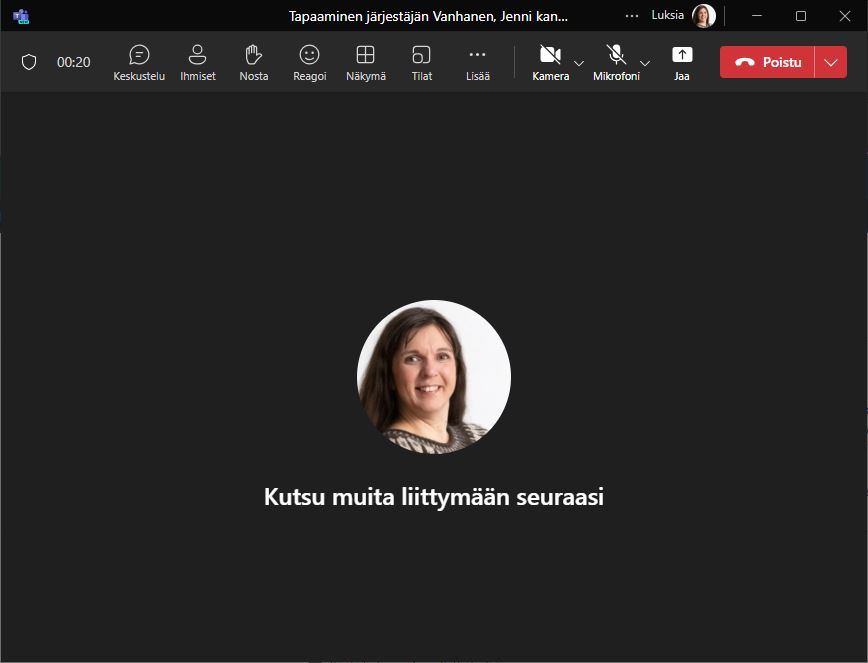 Tapaaminen järjestäjän Vanhanen, Jenni kan...
Luksia
00:20
Keskustelu
Ihmiset
Nosta
Reagoi
Näkymä
Tilat
Lisää
Kamera
Mikrofoni
Jaa
Poistu
Kutsu muita liittymään seuraasi